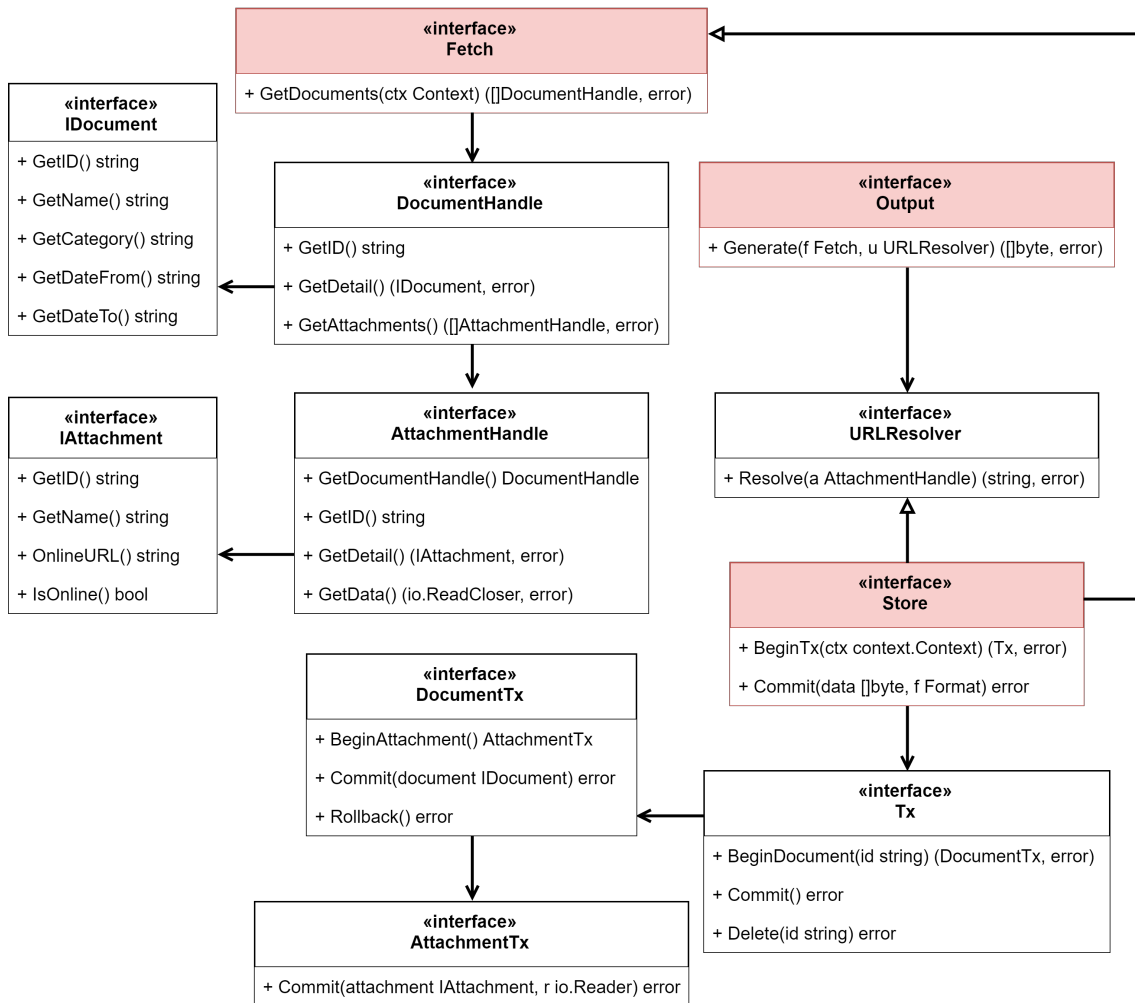 «interface»
Fetch
+ GetDocuments(ctx Context) ([]DocumentHandle, error)
«interface»
IDocument
+ GetID() string
+ GetName() string
+ GetCategory() string
+ GetDateFrom() string
+ GetDateTo() string
«interface»
DocumentHandle
+ GetID() string
+ GetDetail() (IDocument, error)
+ GetAttachments() ([]AttachmentHandle, error)
«interface»
Output
+ Generate(f Fetch, u URLResolver) ([]byte, error)
«interface»
IAttachment
+ GetID() string
+ GetName() string
+ OnlineURL() string
+ IsOnline() bool
«interface»
AttachmentHandle
+ GetDocumentHandle() DocumentHandle
+ GetID() string
+ GetDetail() (IAttachment, error)
+ GetData() (io.ReadCloser, error)
«interface»
URLResolver
+ Resolve(a AttachmentHandle) (string, error)
«interface»
Store
+ BeginTx(ctx context.Context) (Tx, error)
+ Commit(data []byte, f Format) error
«interface»
DocumentTx
+ BeginAttachment() AttachmentTx
+ Commit(document IDocument) error
+ Rollback() error
«interface»
Tx
+ BeginDocument(id string) (DocumentTx, error)
+ Commit() error
+ Delete(id string) error
«interface»
AttachmentTx
+ Commit(attachment IAttachment, r io.Reader) error